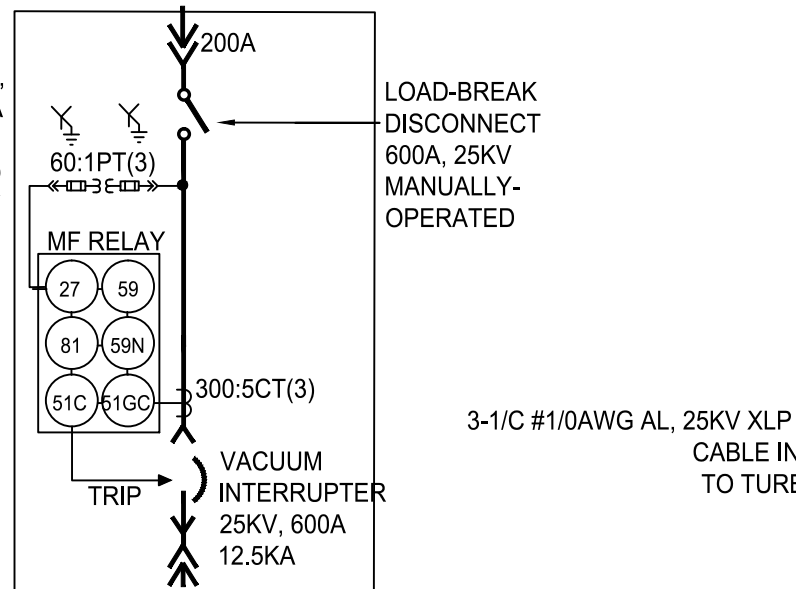 200A
LOAD-BREAK
DISCONNECT
600A, 25KV
MANUALLY-
OPERATED
60:1PT(3)
MF RELAY
27 59
81 59N
51C 51GC
300:5CT(3)
TRIP
VACUUM
INTERRUPTER
25KV, 600A
12.5KA
3-1/C #1/0AWG AL, 25KV XLP
CABLE IN
TO